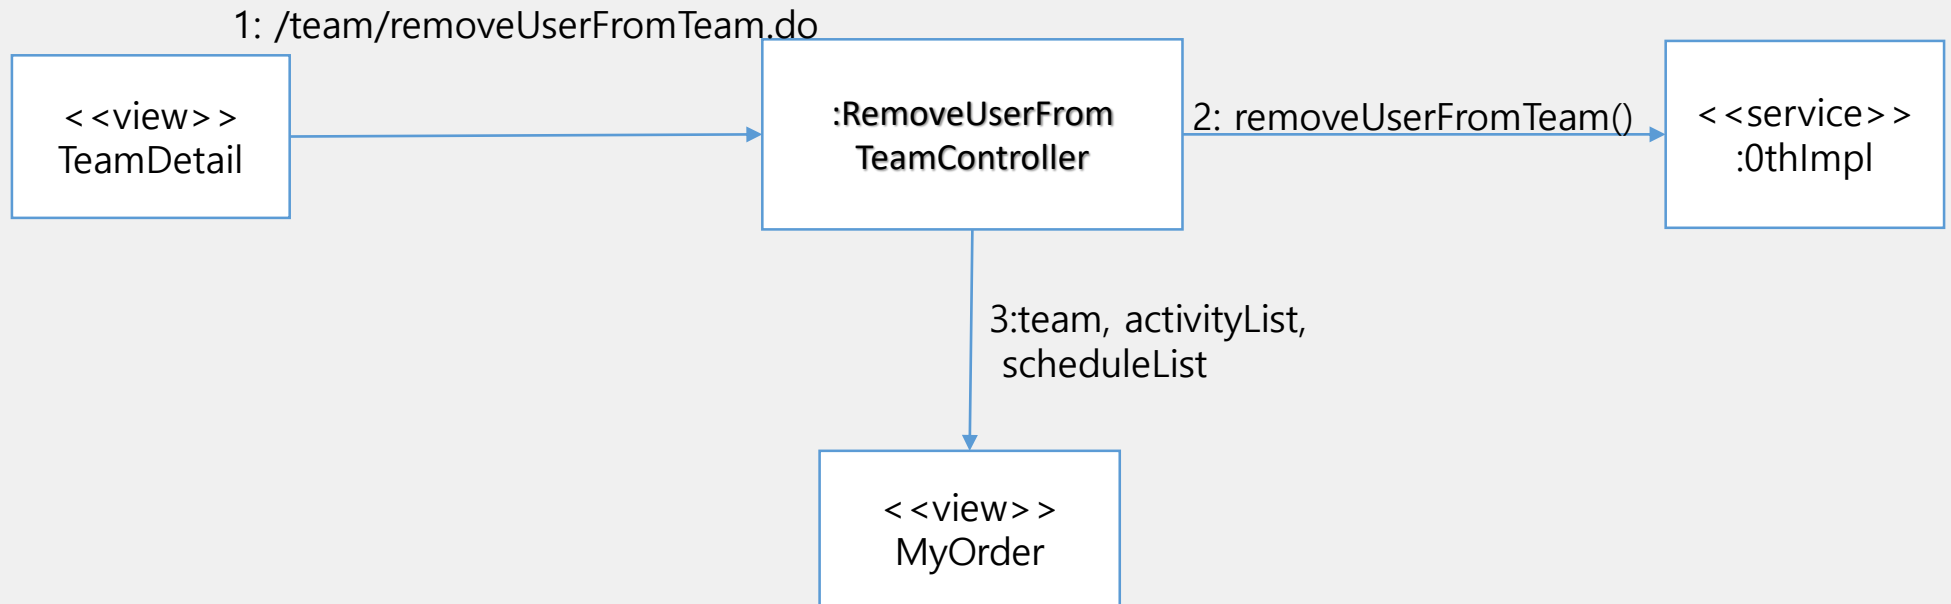 1: /team/removeUserFromTeam.do
<<view>>
TeamDetail
:RemoveUserFrom
TeamController
2: removeUserFromTeam()
<<service>>
:0thImpl
3:team, activityList,
scheduleList
<<view>>
MyOrder